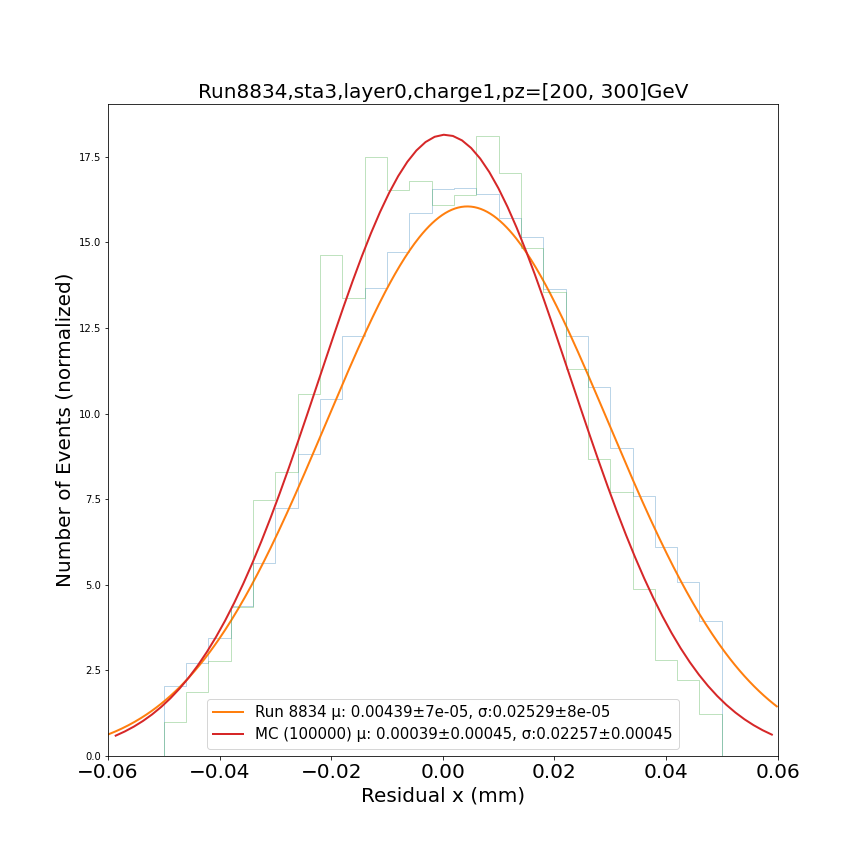 Run8834,sta3,layer0,charge1,pz=[200, 300]GeV
Number of Events (normalized)
17.5
15.0
12.5
10.0
7.5
5.0
2.5
0.0
Run 8834 μ: 0.00439±7e-05, σ:0.02529±8e-05
MC (100000) μ: 0.00039±0.00045, σ:0.02257±0.00045
−0.06 −0.04 −0.02 0.00 0.02 0.04 0.06
Residual x (mm)